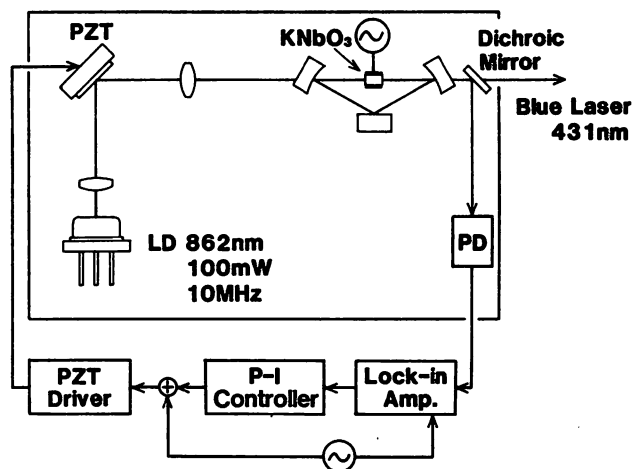 PZT
KNbO₃
Dichroic
Mirror
Blue Laser
431nm
LD 862nm
100mW
10MHz
PD
PZT
Driver
P-I
Controller
Lock-in
Amp.